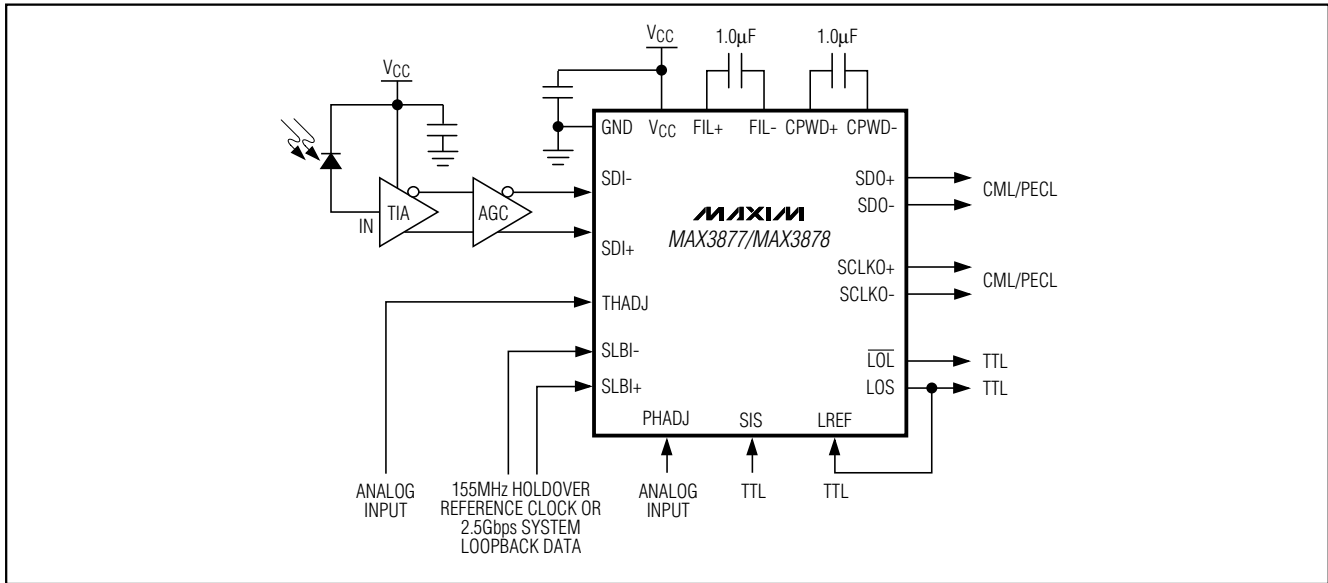 VCC
1.0µF
1.0µF
VCC
GND
VCC
FIL+
FIL-
CPWD+
CPWD-
SDI-
SDO+
CML/PECL
SDO-
TIA
AGC
MAXIM
IN
MAX3877/MAX3878
SDI+
SCLKO+
CML/PECL
SCLKO-
THADJ
SLBI-
LOL
TTL
SLBI+
LOS
TTL
PHADJ
SIS
LREF
ANALOG
INPUT
155MHz HOLDOVER
REFERENCE CLOCK OR
2.5Gbps SYSTEM
LOOPBACK DATA
ANALOG
INPUT
TTL
TTL